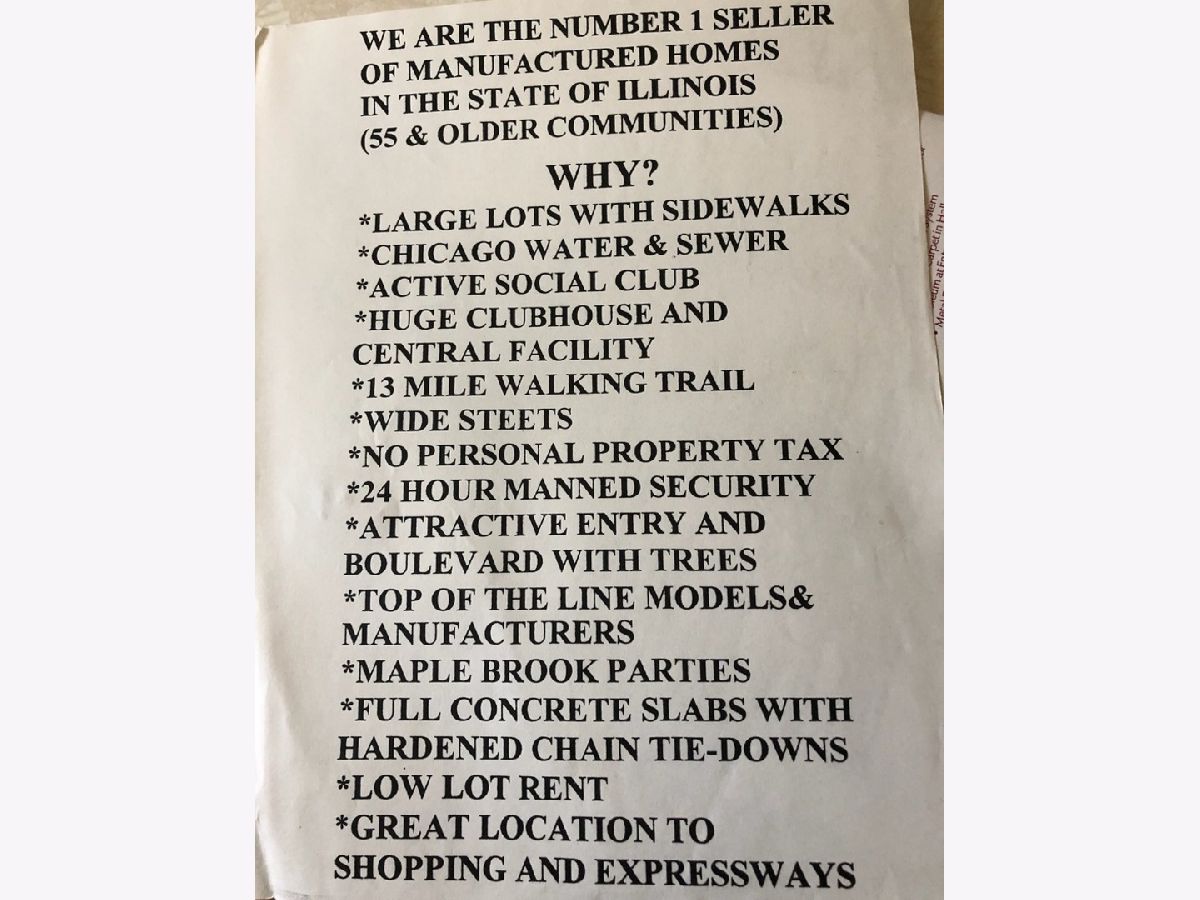 WE ARE THE NUMBER 1 SELLER
OF MANUFACTURED HOMES
IN THE STATE OF ILLINOIS
(55 & OLDER COMMUNITIES)
WHY?
*LARGE LOTS WITH SIDEWALKS
*CHICAGO WATER & SEWER
*ACTIVE SOCIAL CLUB
*HUGE CLUBHOUSE AND
CENTRAL FACILITY
*13 MILE WALKING TRAIL
*WIDE STEETS
*NO PERSONAL PROPERTY TAX
*24 HOUR MANNED SECURITY
*ATTRACTIVE ENTRY AND
BOULEVARD WITH TREES
*TOP OF THE LINE MODELS&
MANUFACTURERS
*MAPLE BROOK PARTIES
*FULL CONCRETE SLABS WITH
HARDENED CHAIN TIE-DOWNS
*LOW LOT RENT
*GREAT LOCATION TO
SHOPPING AND EXPRESSWAYS